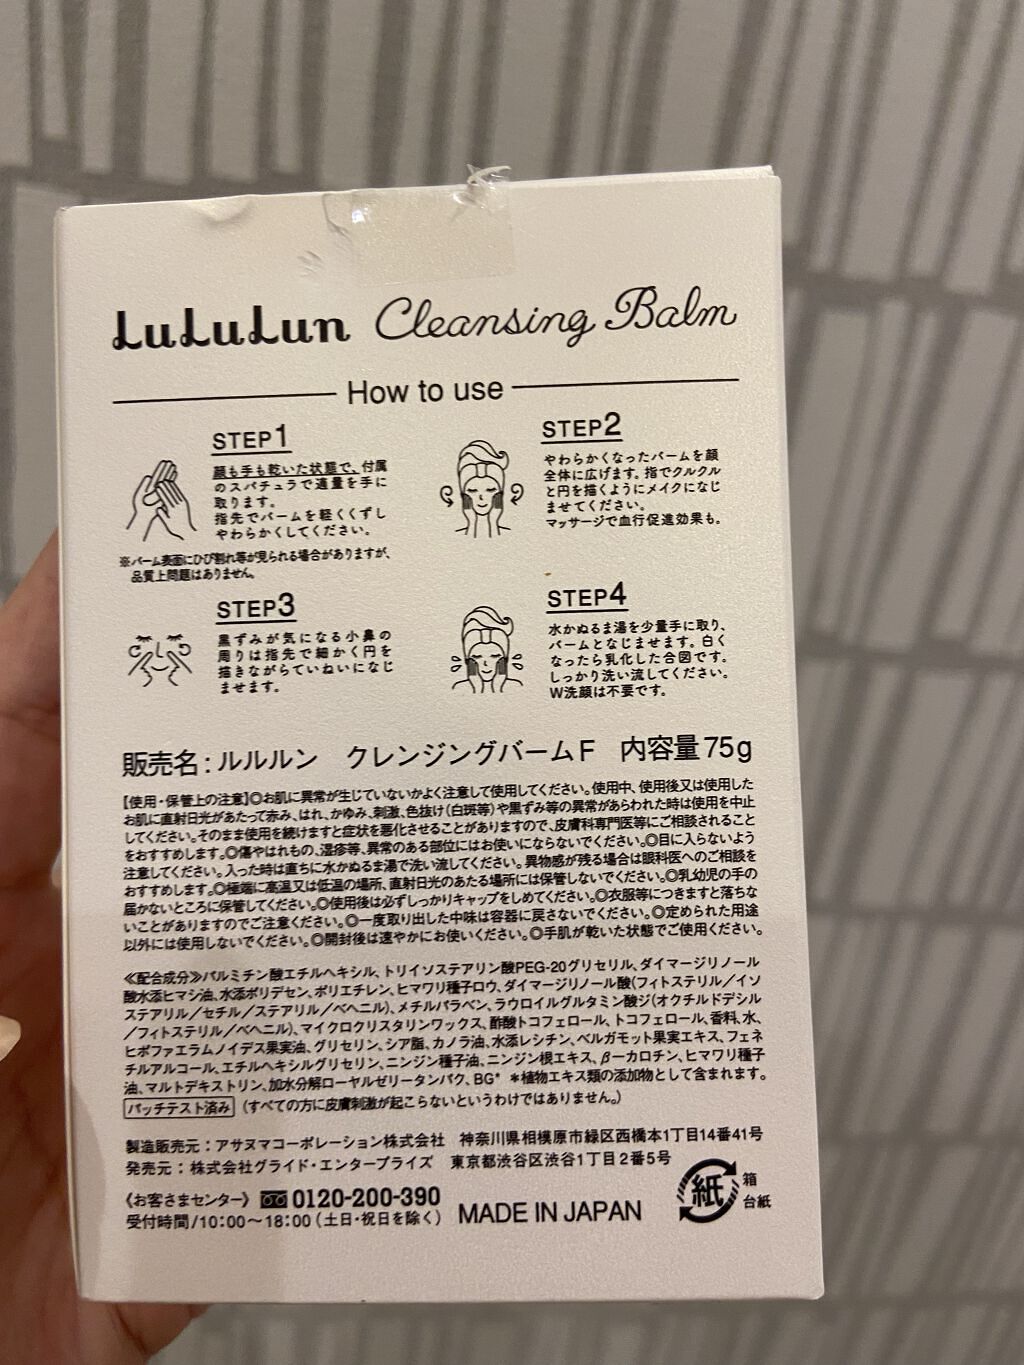 LuLuLun Cleansing Balm
How to use
STEP1
顔も手も乾いた状態で、付属
のスパチュラで適量を手に
取ります。
指先でバームを軽くくずし
やわらかくしてください。
※バーム表面にひび割れ等が見られる場合がありますが、
品質上問題はありません。
STEP2
やわらかくなったバームを顔
全体に広げます。指でクルクル
と円を描くようにメイクになじ
ませてください。
マッサージで血行促進効果も。
STEP3
黒ずみが気になる小鼻の
周りは指先で細かく円を
描きながらていねいになじ
ませます。
STEP4
水かぬるま湯を少量手に取り、
バームとなじませます。白く
なったら乳化した合図です。
しっかり洗い流してください。
W洗顔は不要です。
販売名:ルルルン クレンジングバームF 内容量75g
【使用・保管上の注意】◎お肌に異常が生じていないかよく注意して使用してください。使用中、使用後又は使用した
お肌に直射日光があたって赤み、はれ、かゆみ、刺激、色抜け(白斑等)や黒ずみ等の異常があらわれた時は使用を中止
してください。そのまま使用を続けますと症状を悪化させることがありますので、皮膚科専門医等にご相談されること
をおすすめします。◎傷やはれもの、湿疹等、異常のある部位にはお使いにならないでください。◎目に入らないよう
注意してください。入った時は直ちに水かぬるま湯で洗い流してください。異物感が残る場合は眼科医へのご相談を
おすすめします。◎極端に高温又は低温の場所、直射日光のあたる場所には保管しないでください。◎乳幼児の手の
届かないところに保管してください。◎使用後は必ずしっかりキャップをしめてください。◎衣服等につきますと落ちな
いことがありますのでご注意ください。◎一度取り出した中味は容器に戻さないでください。◎定められた用途
以外には使用しないでください。◎開封後は速やかにお使いください。◎手肌が乾いた状態でご使用ください。
≪配合成分≫パルミチン酸エチルヘキシル、トリイソステアリン酸PEG-20グリセリル、ダイマージリノール
酸水添ヒマシ油、水添ポリデセン、ポリエチレン、ヒマワリ種子ロウ、ダイマージリノール酸(フィトステリル/イソ
ステアリル/セチル/ステアリル/ベヘニル)、メチルパラベン、ラウロイルグルタミン酸ジ(オクチルドデシル
/フィトステリル/ベヘニル)、マイクロクリスタリンワックス、酢酸トコフェロール、トコフェロール、香料、水、
ヒポファエラムノイデス果実油、グリセリン、シア脂、カノラ油、水添レシチン、ベルガモット果実エキス、フェネ
チルアルコール、エチルヘキシルグリセリン、ニンジン種子油、ニンジン根エキス、β-カロチン、ヒマワリ種子
油、マルトデキストリン、加水分解ローヤルゼリータンパク、BG* *植物エキス類の添加物として含まれます。
パッチテスト済み (すべての方に皮膚刺激が起こらないというわけではありません。)
製造販売元:アサヌマコーポレーション株式会社 神奈川県相模原市緑区西橋本1丁目14番41号
発売元:株式会社グライド・エンタープライズ 東京都渋谷区渋谷1丁目2番5号
《お客さまセンター》 0120-200-390
受付時間/10:00~18:00(土日・祝日を除く)
MADE IN JAPAN
紙
箱
台紙